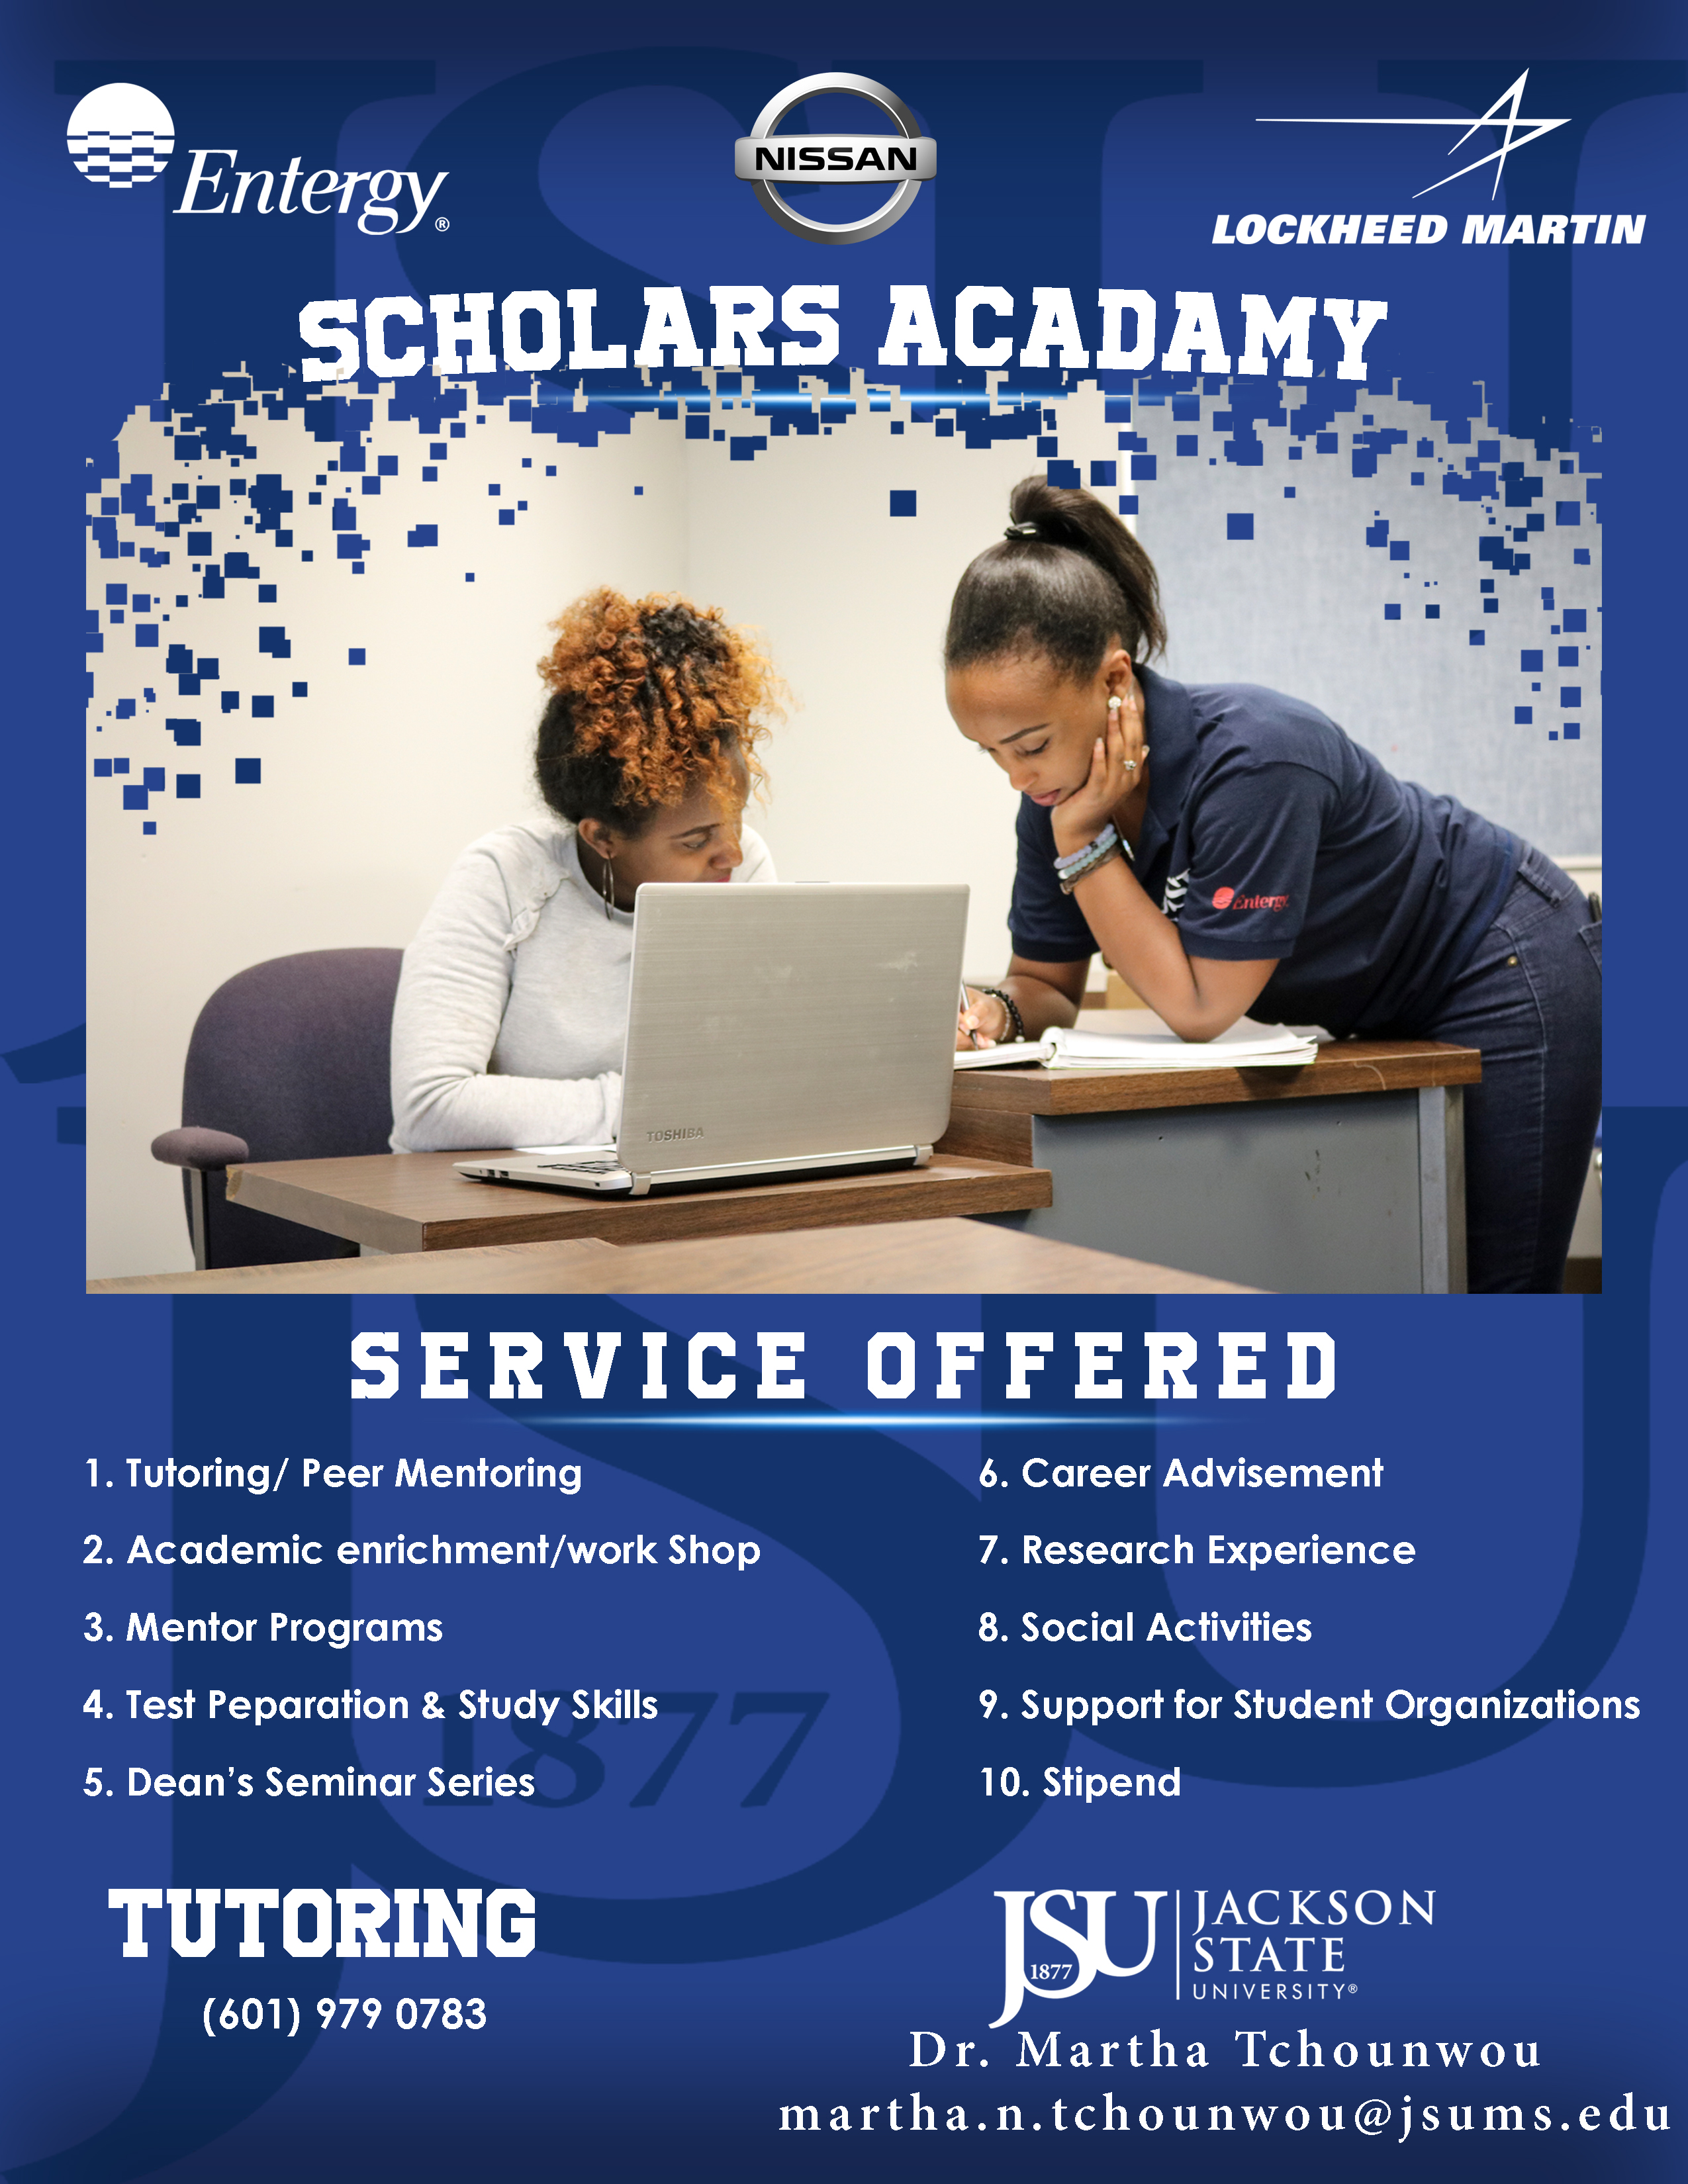 Entergy®
NISSAN
LOCKHEED MARTIN
SCHOLARS ACADAMY
Entergy
TOSHIBA
SERVICE OFFERED
1. Tutoring/ Peer Mentoring
2. Academic enrichment/work Shop
3. Mentor Programs
4. Test Peparation & Study Skills
5. Dean's Seminar Series
6. Career Advisement
7. Research Experience
8. Social Activities
9. Support for Student Organizations
10. Stipend
1877
TUTORING
(601) 979 0783
JSU
1877
JACKSON
STATE
UNIVERSITY®
Dr. Martha Tchounwou
martha.n.tchounwou@jsums.edu